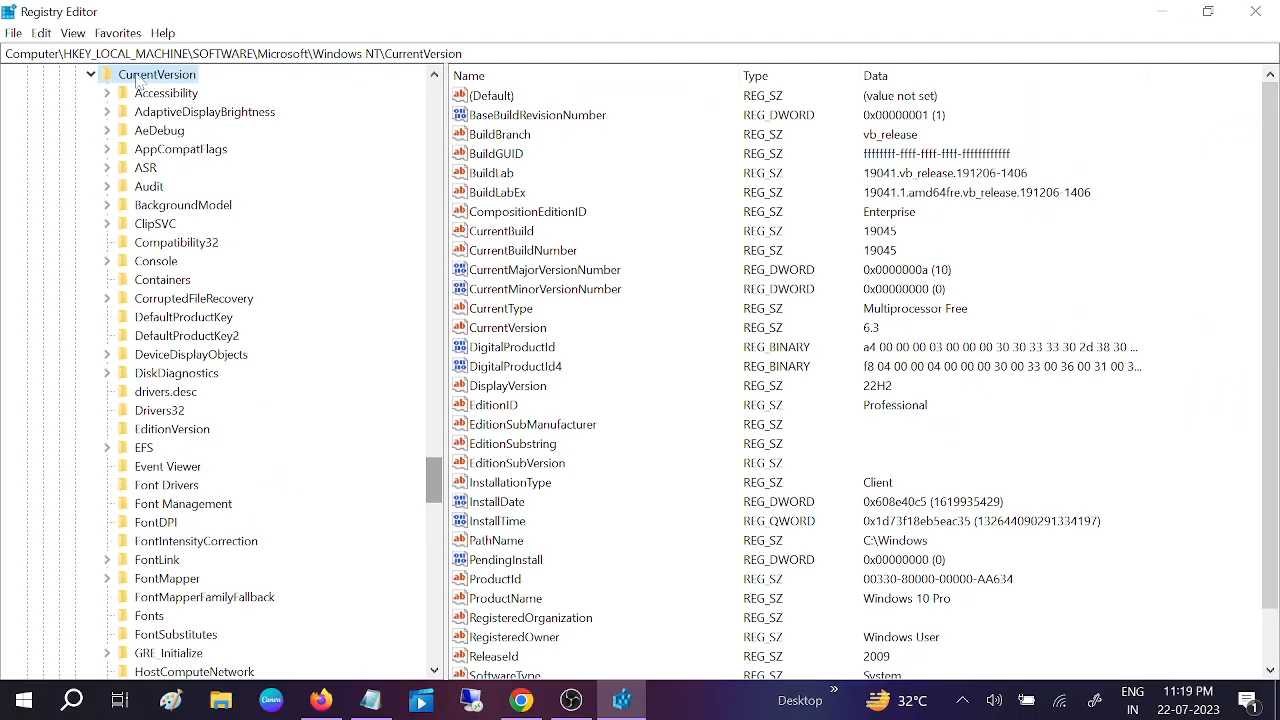 Registry Editor
File Edit View Favorites Help
Computer\HKEY_LOCAL_MACHINE\SOFTWARE\Microsoft\Windows NT\CurrentVersion
CurrentVersion
Accessibility
AdaptiveDisplayBrightness
AeDebug
AppCompatFlags
ASR
Audit
BackgroundModel
ClipSVC
Compatibility32
Console
Containers
CorruptedFileRecovery
DefaultProductKey
DefaultProductKey2
DeviceDisplayObjects
DiskDiagnostics
drivers.desc
Drivers32
EditionVersion
EFS
Event Viewer
Font Drivers
Font Management
FontDPI
FontIntensityCorrection
FontLink
FontMapper
FontMapperFamilyFallback
Fonts
FontSubstitutes
GRE_Initialize
HostComputeNetwork
Name Type Data
(Default) REG_SZ (value not set)
BaseBuildRevisionNumber REG_DWORD 0x00000001 (1)
BuildBranch REG_SZ vb_release
BuildGUID REG_SZ ffffffff-ffff-ffff-ffff-ffffffffffff
BuildLab REG_SZ 19041.vb_release.191206-1406
BuildLabEx REG_SZ 19041.1.amd64fre.vb_release.191206-1406
CompositionEditionID REG_SZ Enterprise
CurrentBuild REG_SZ 19045
CurrentBuildNumber REG_SZ 19045
CurrentMajorVersionNumber REG_DWORD 0x0000000a (10)
CurrentMinorVersionNumber REG_DWORD 0x00000000 (0)
CurrentType REG_SZ Multiprocessor Free
CurrentVersion REG_SZ 6.3
DigitalProductId REG_BINARY a4 00 00 00 03 00 00 00 30 30 33 33 30 2d 38 30 ...
DigitalProductId4 REG_BINARY f8 04 00 00 04 00 00 00 30 00 33 00 36 00 31 00 3...
DisplayVersion REG_SZ 22H2
EditionID REG_SZ Professional
EditionSubManufacturer REG_SZ
EditionSubstring REG_SZ
EditionSubVersion REG_SZ
InstallationType REG_SZ Client
InstallDate REG_DWORD 0x608e40c5 (1619935429)
InstallTime REG_QWORD 0x1d73f18eb5eac35 (132644090291334197)
PathName REG_SZ C:\Windows
PendingInstall REG_DWORD 0x00000000 (0)
ProductId REG_SZ 00330-80000-00000-AA634
ProductName REG_SZ Windows 10 Pro
RegisteredOrganization REG_SZ
RegisteredOwner REG_SZ Windows User
ReleaseId REG_SZ 2009
SoftwareType REG_SZ System
Canva
Desktop » 32°C ENG 11:19 PM
IN 22-07-2023 1